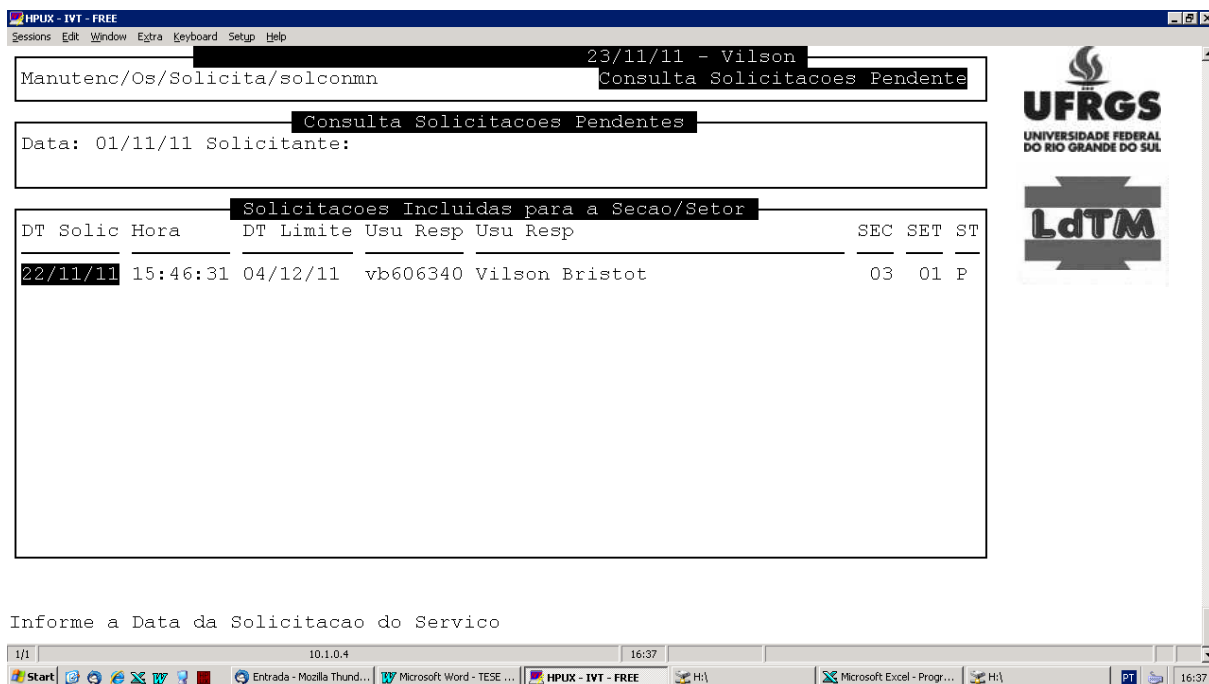 HPUX - IVT - FREE
Sessions Edit Window Extra Keyboard Setup Help
23/11/11 - Vilson
Manutenc/Os/Solicita/solconmn Consulta Solicitacoes Pendente
UFRGS
UNIVERSIDADE FEDERAL
DO RIO GRANDE DO SUL
Consulta Solicitacoes Pendentes
Data: 01/11/11 Solicitante:
LdTM
Solicitacoes Incluidas para a Secao/Setor
DT Solic Hora DT Limite Usu Resp Usu Resp SEC SET ST
22/11/11 15:46:31 04/12/11 vb606340 Vilson Bristot 03 01 P
Informe a Data da Solicitacao do Servico
1/1 10.1.0.4 16:37
Start Entrada - Mozilla Thund... Microsoft Word - TESE ... HPUX - IVT - FREE H:\ Microsoft Excel - Progr... H:\ PT 16:37